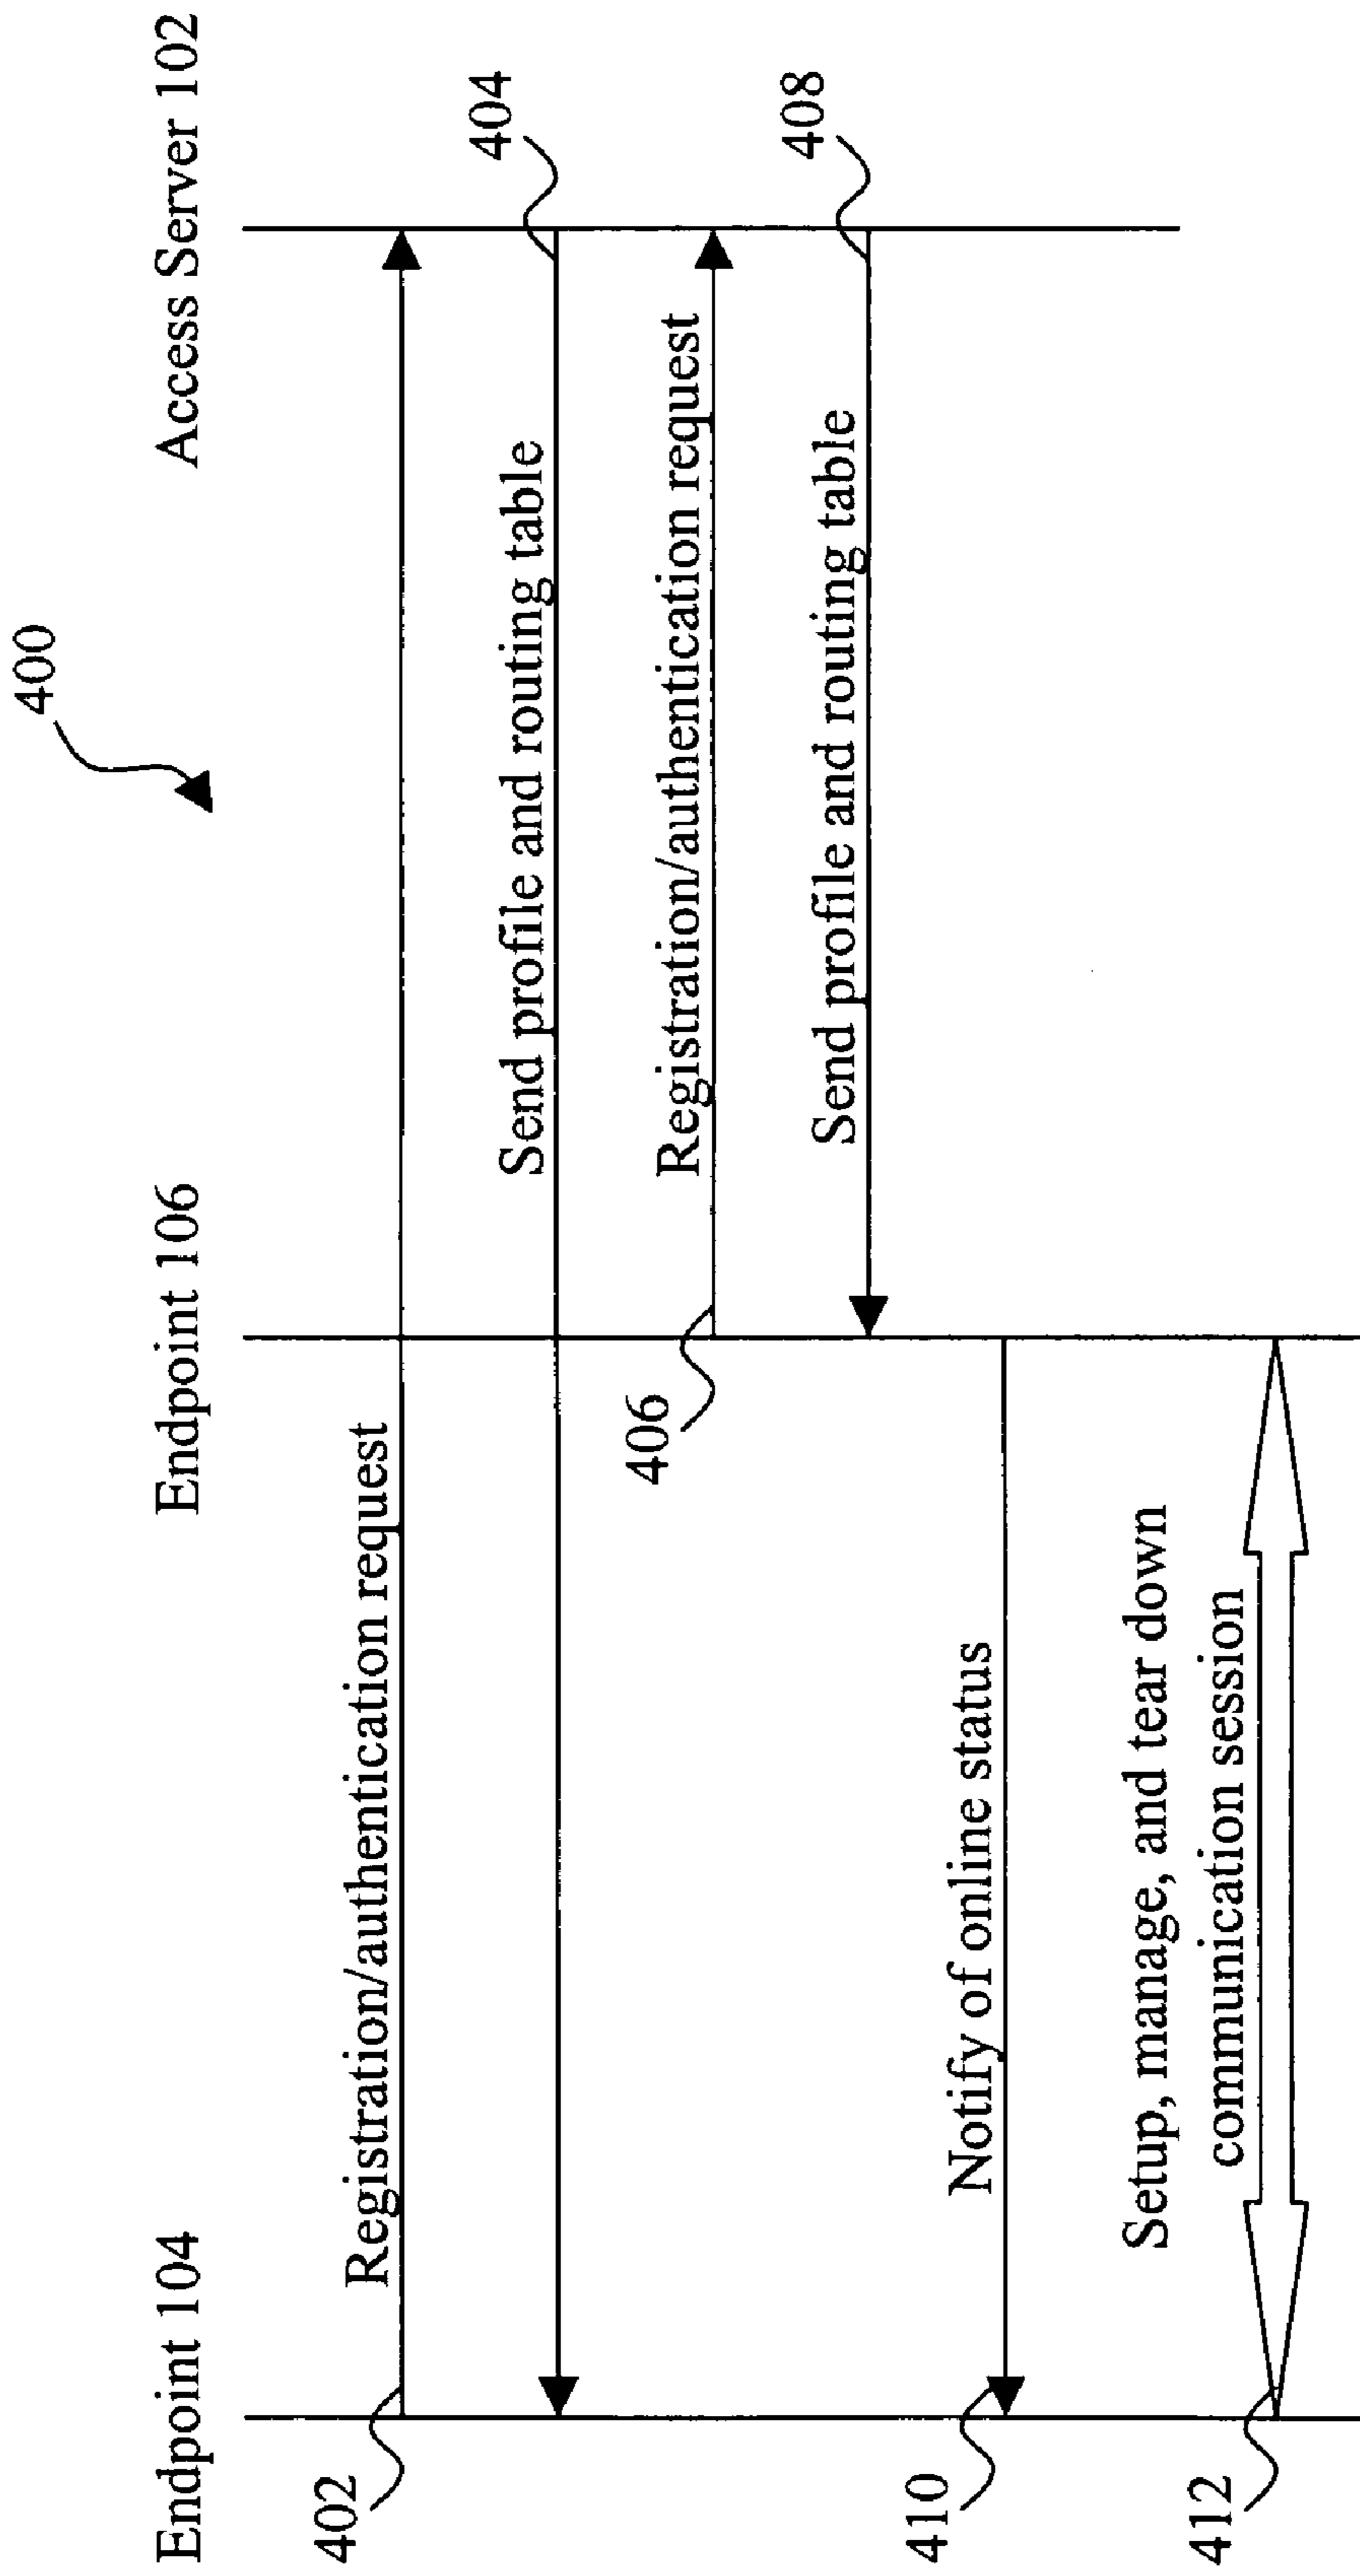 400
Endpoint 104
Endpoint 106
Access Server 102
402
Registration/authentication request
404
Send profile and routing table
406
Registration/authentication request
408
Send profile and routing table
410
Notify of online status
412
Setup, manage, and tear down
communication session